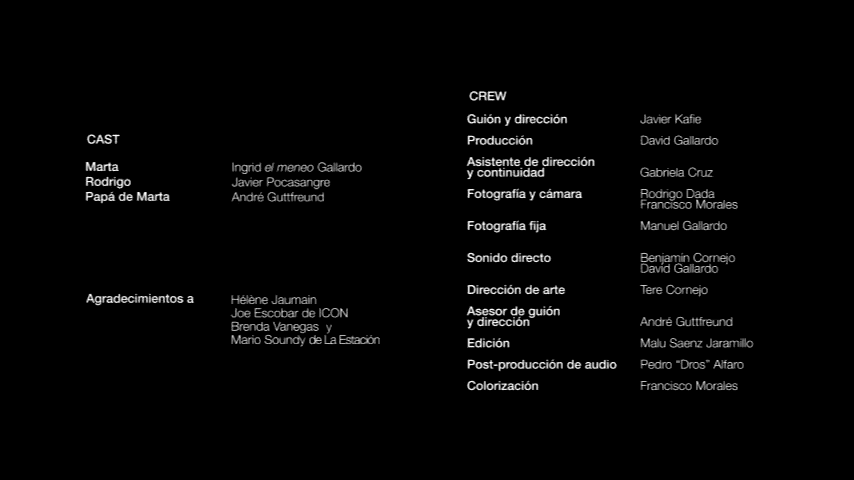 CAST
Marta Ingrid el meneo Gallardo
Rodrigo Javier Pocasangre
Papá de Marta André Guttfreund
Agradecimientos a Hélène Jaumain
Joe Escobar de ICON
Brenda Vanegas y
Mario Soundy de La Estación
CREW
Guión y dirección Javier Kafie
Producción David Gallardo
Asistente de dirección
y continuidad Gabriela Cruz
Fotografía y cámara Rodrigo Dada
Francisco Morales
Fotografía fija Manuel Gallardo
Sonido directo Benjamin Cornejo
David Gallardo
Dirección de arte Tere Cornejo
Asesor de guión
y dirección André Guttfreund
Edición Malu Saenz Jaramillo
Post-producción de audio Pedro “Dros” Alfaro
Colorización Francisco Morales